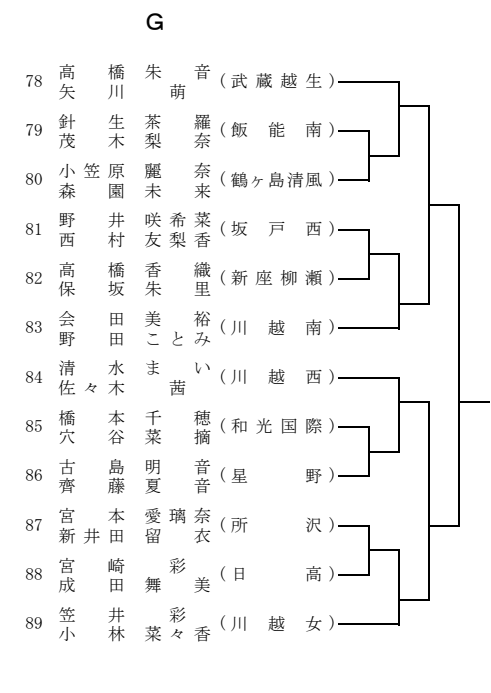 G
78 高橋朱音 (武蔵越生)
矢川萌
79 針生茶羅 (飯能南)
茂木梨奈
80 小笠原麗奈 (鶴ヶ島清風)
森園未来
81 野井咲希菜 (坂戸西)
西村友梨香
82 高橋香織 (新座柳瀬)
保坂朱里
83 会田美裕 (川越南)
野田ことみ
84 清水まい (川越西)
佐々木茜
85 橋本千穂 (和光国際)
穴谷菜摘
86 古島明音 (星野)
齊藤夏音
87 宮本愛璃奈 (所沢)
新井田留衣
88 宮崎彩 (日高)
成田舞美
89 笠井彩 (川越女)
小林菜々香